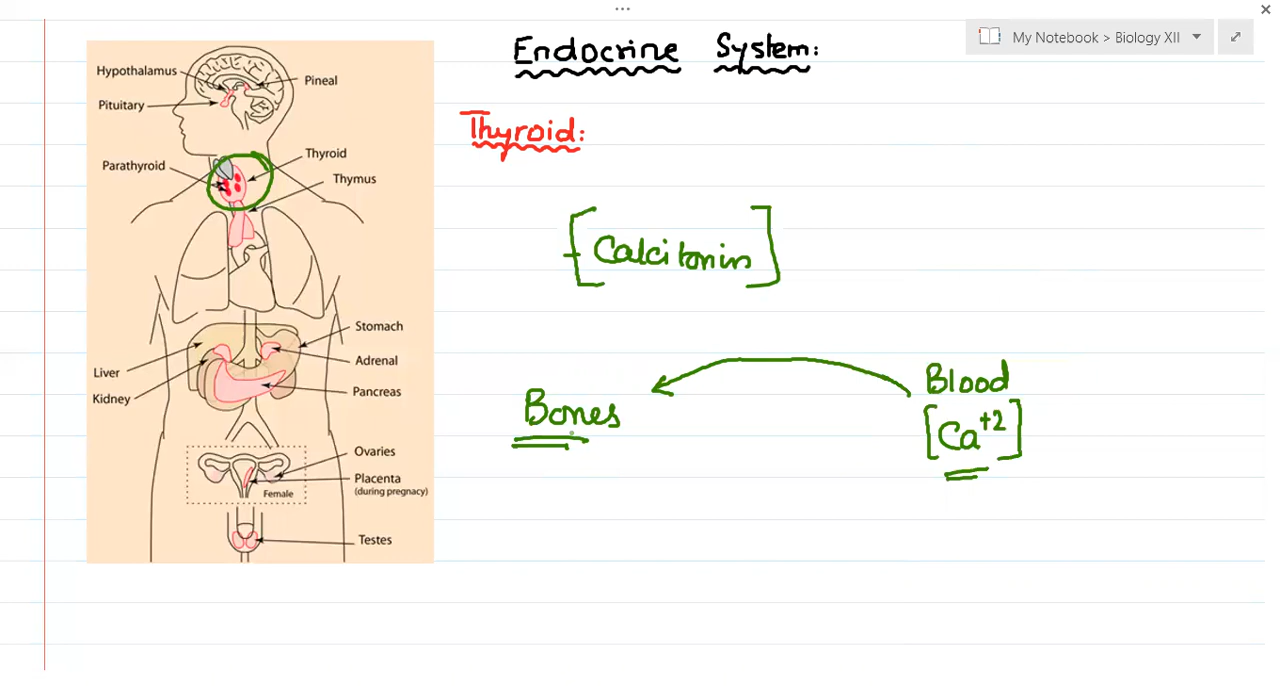 My Notebook > Biology XII
Endocrine System:
Hypothalamus
Pineal
Pituitary
Thyroid:
Parathyroid
Thyroid
Thymus
[Calcitonin]
Stomach
Liver
Adrenal
Kidney
Pancreas
Bones
Blood
[Ca+2]
Ovaries
Placenta
(during pregnancy)
Female
Testes